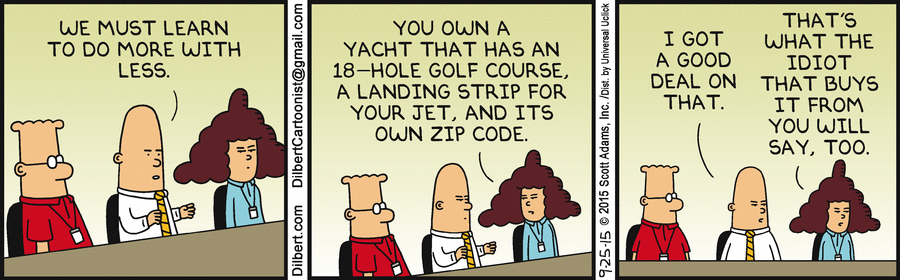 WE MUST LEARN
TO DO MORE WITH
LESS.
Dilbert.com DilbertCartoonist@gmail.com
YOU OWN A
YACHT THAT HAS AN
18-HOLE GOLF COURSE,
A LANDING STRIP FOR
YOUR JET, AND ITS
OWN ZIP CODE.
9-25-15 © 2015 Scott Adams, Inc. /Dist. by Universal Uclick
I GOT
A GOOD
DEAL ON
THAT.
THAT'S
WHAT THE
IDIOT
THAT BUYS
IT FROM
YOU WILL
SAY, TOO.